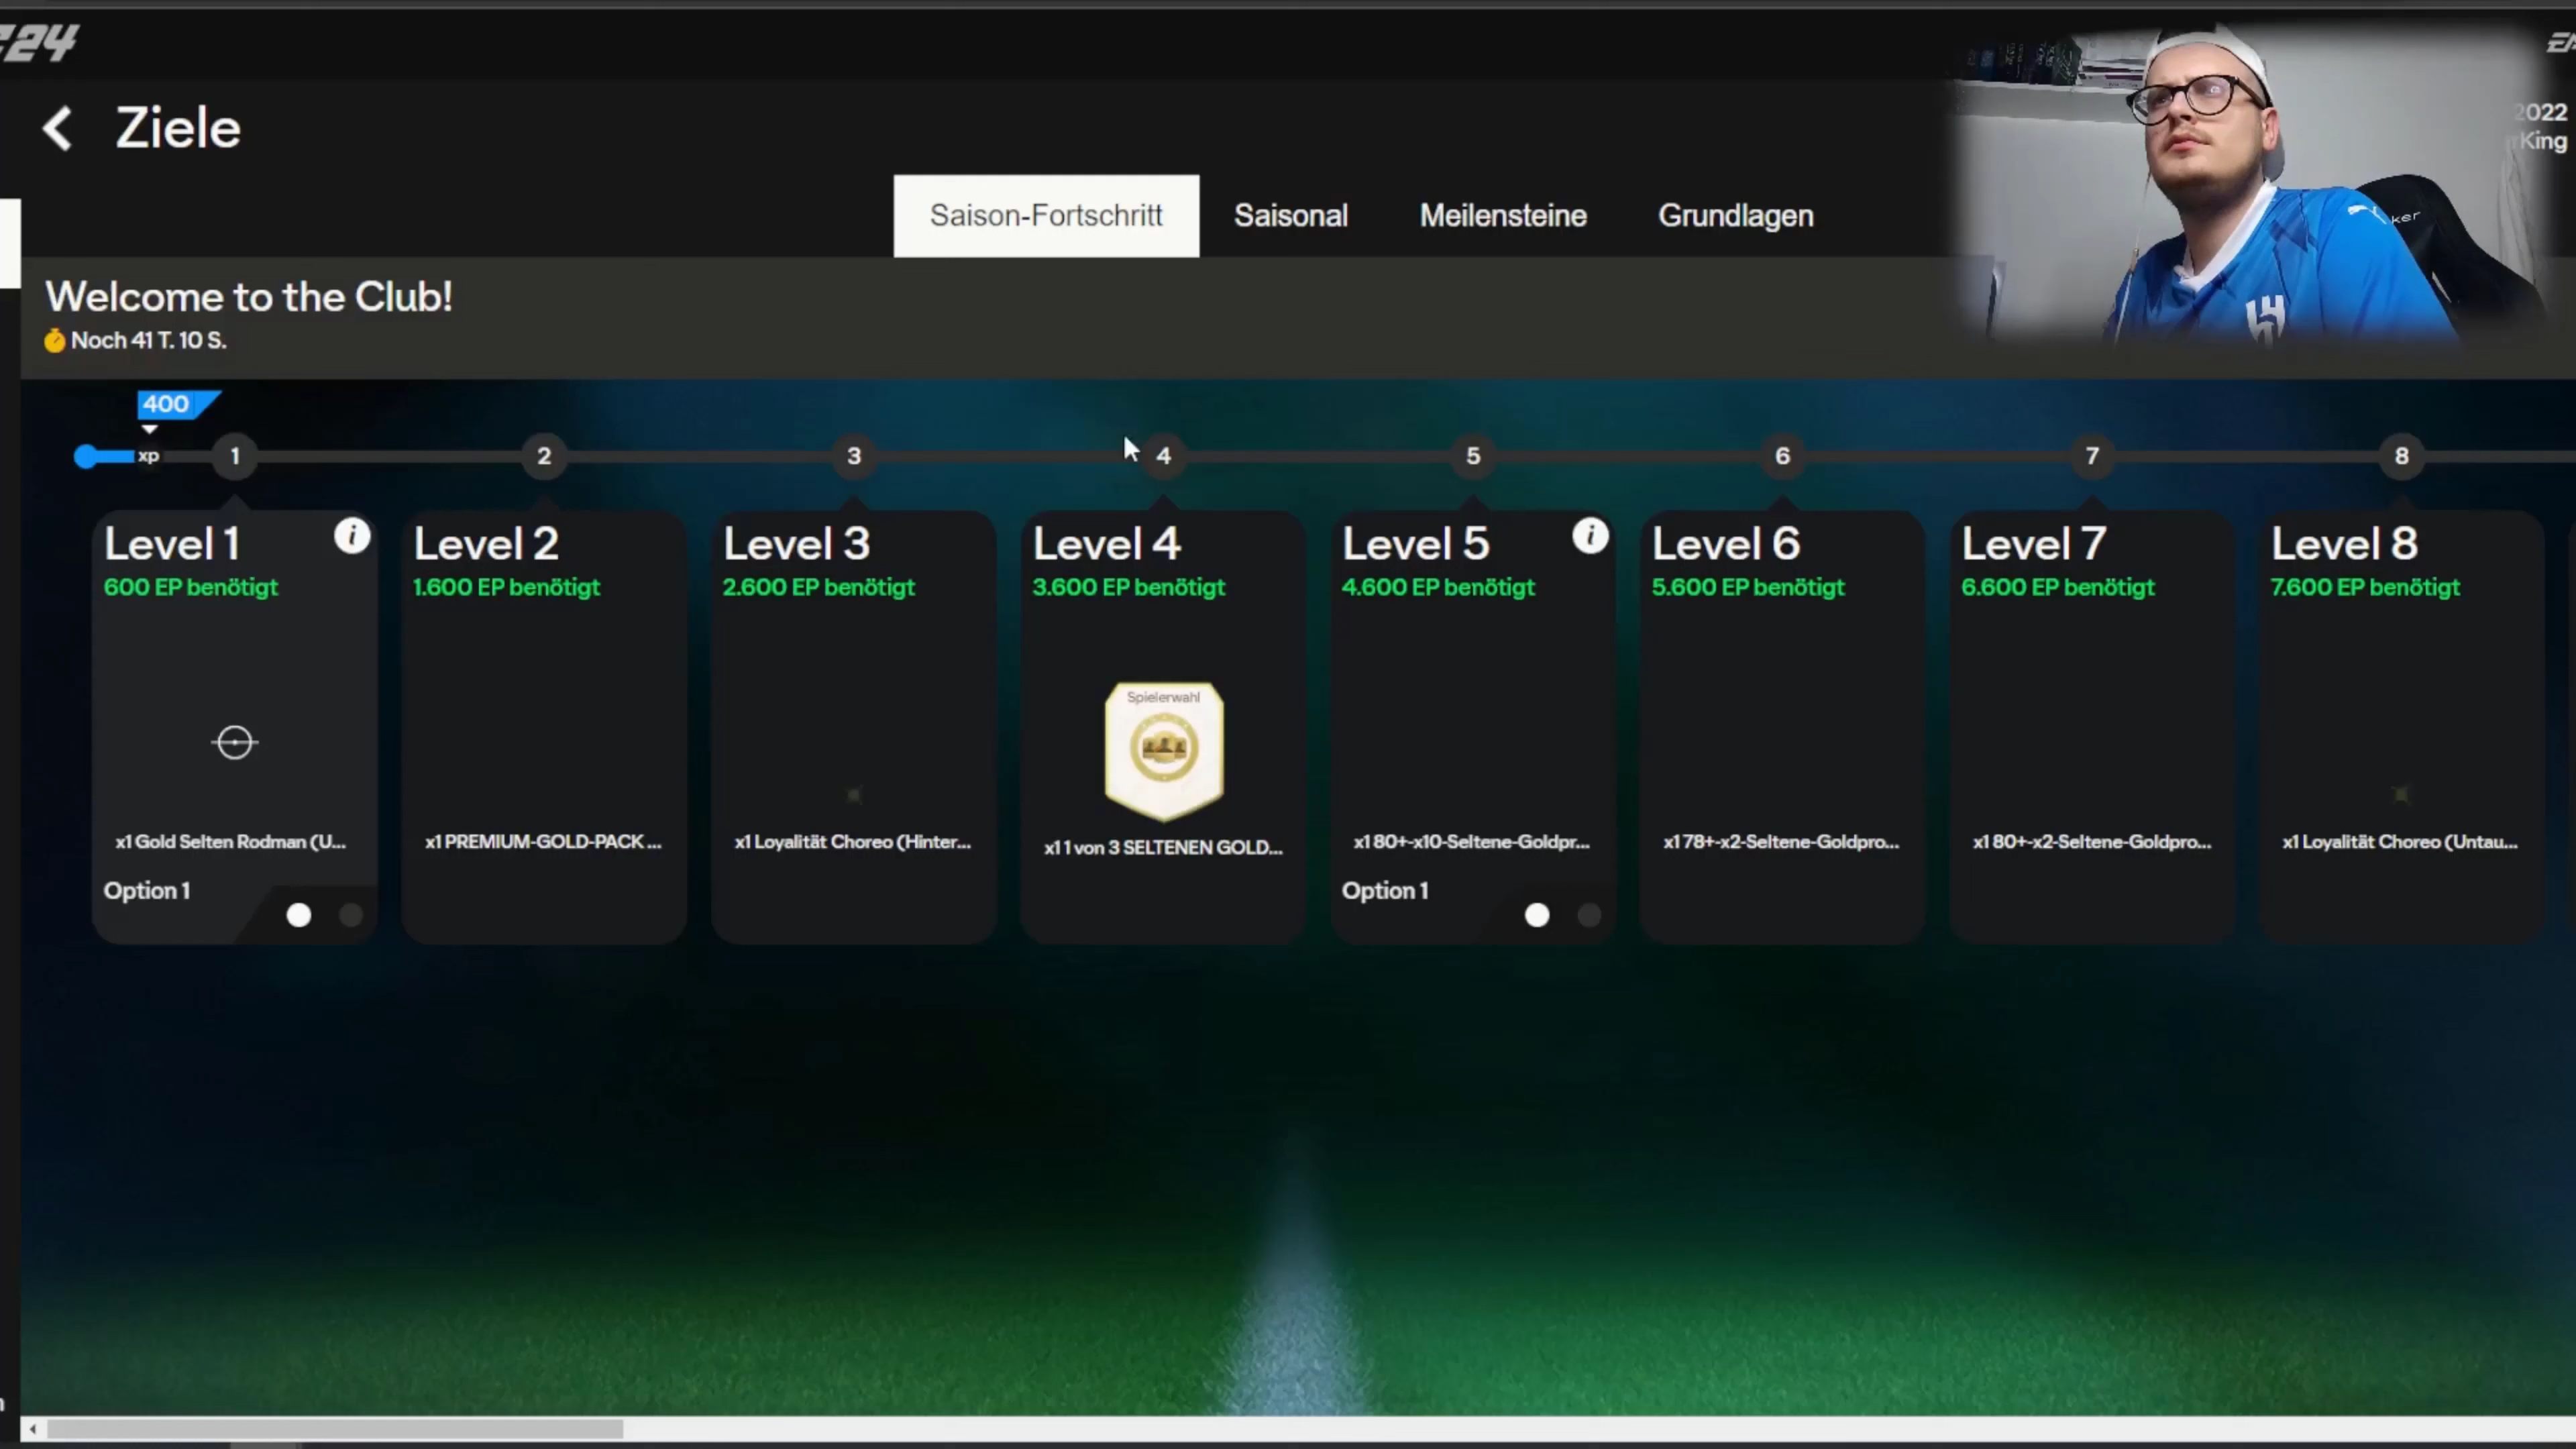 24
Ziele
2022
King
Saison-Fortschritt Saisonal Meilensteine Grundlagen
Welcome to the Club!
Noch 41 T. 10 S.
400
xp 1 2 3 4 5 6 7 8
Level 1
600 EP benötigt
x1 Gold Selten Rodman (U...
Option 1
Level 2
1.600 EP benötigt
x1 PREMIUM-GOLD-PACK ...
Level 3
2.600 EP benötigt
x1 Loyalität Choreo (Hinter...
Level 4
3.600 EP benötigt
Spielerwahl
x1 1 von 3 SELTENEN GOLD...
Level 5
4.600 EP benötigt
x1 80+-x10-Seltene-Goldpr...
Option 1
Level 6
5.600 EP benötigt
x1 78+-x2-Seltene-Goldpro...
Level 7
6.600 EP benötigt
x1 80+-x2-Seltene-Goldpro...
Level 8
7.600 EP benötigt
x1 Loyalität Choreo (Untau...